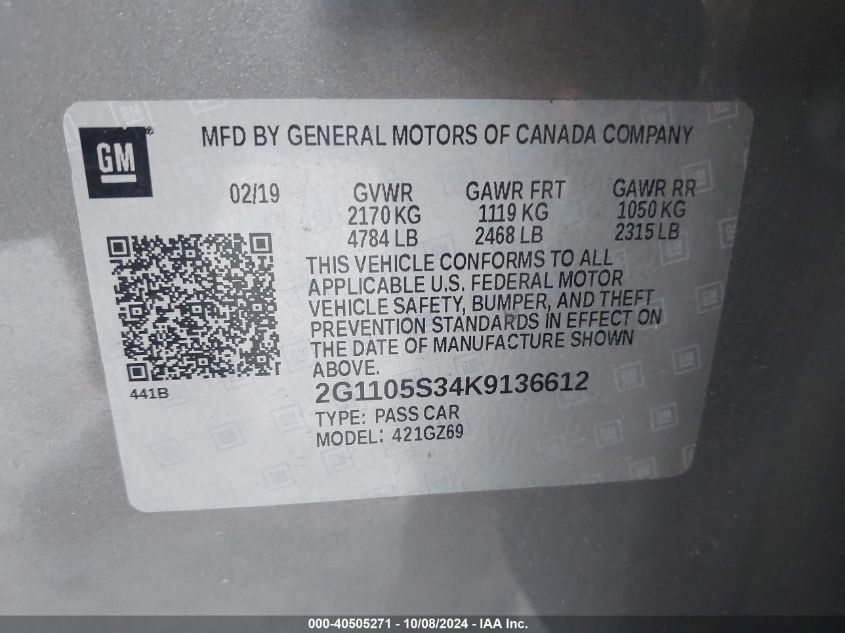 GM®
MFD BY GENERAL MOTORS OF CANADA COMPANY
02/19 GVWR GAWR FRT GAWR RR
2170 KG 1119 KG 1050 KG
4784 LB 2468 LB 2315 LB
THIS VEHICLE CONFORMS TO ALL
APPLICABLE U.S. FEDERAL MOTOR
VEHICLE SAFETY, BUMPER, AND THEFT
PREVENTION STANDARDS IN EFFECT ON
THE DATE OF MANUFACTURE SHOWN
ABOVE.
441B
2G1105S34K9136612
TYPE: PASS CAR
MODEL: 421GZ69
000-40505271 - 10/08/2024 - IAA Inc.